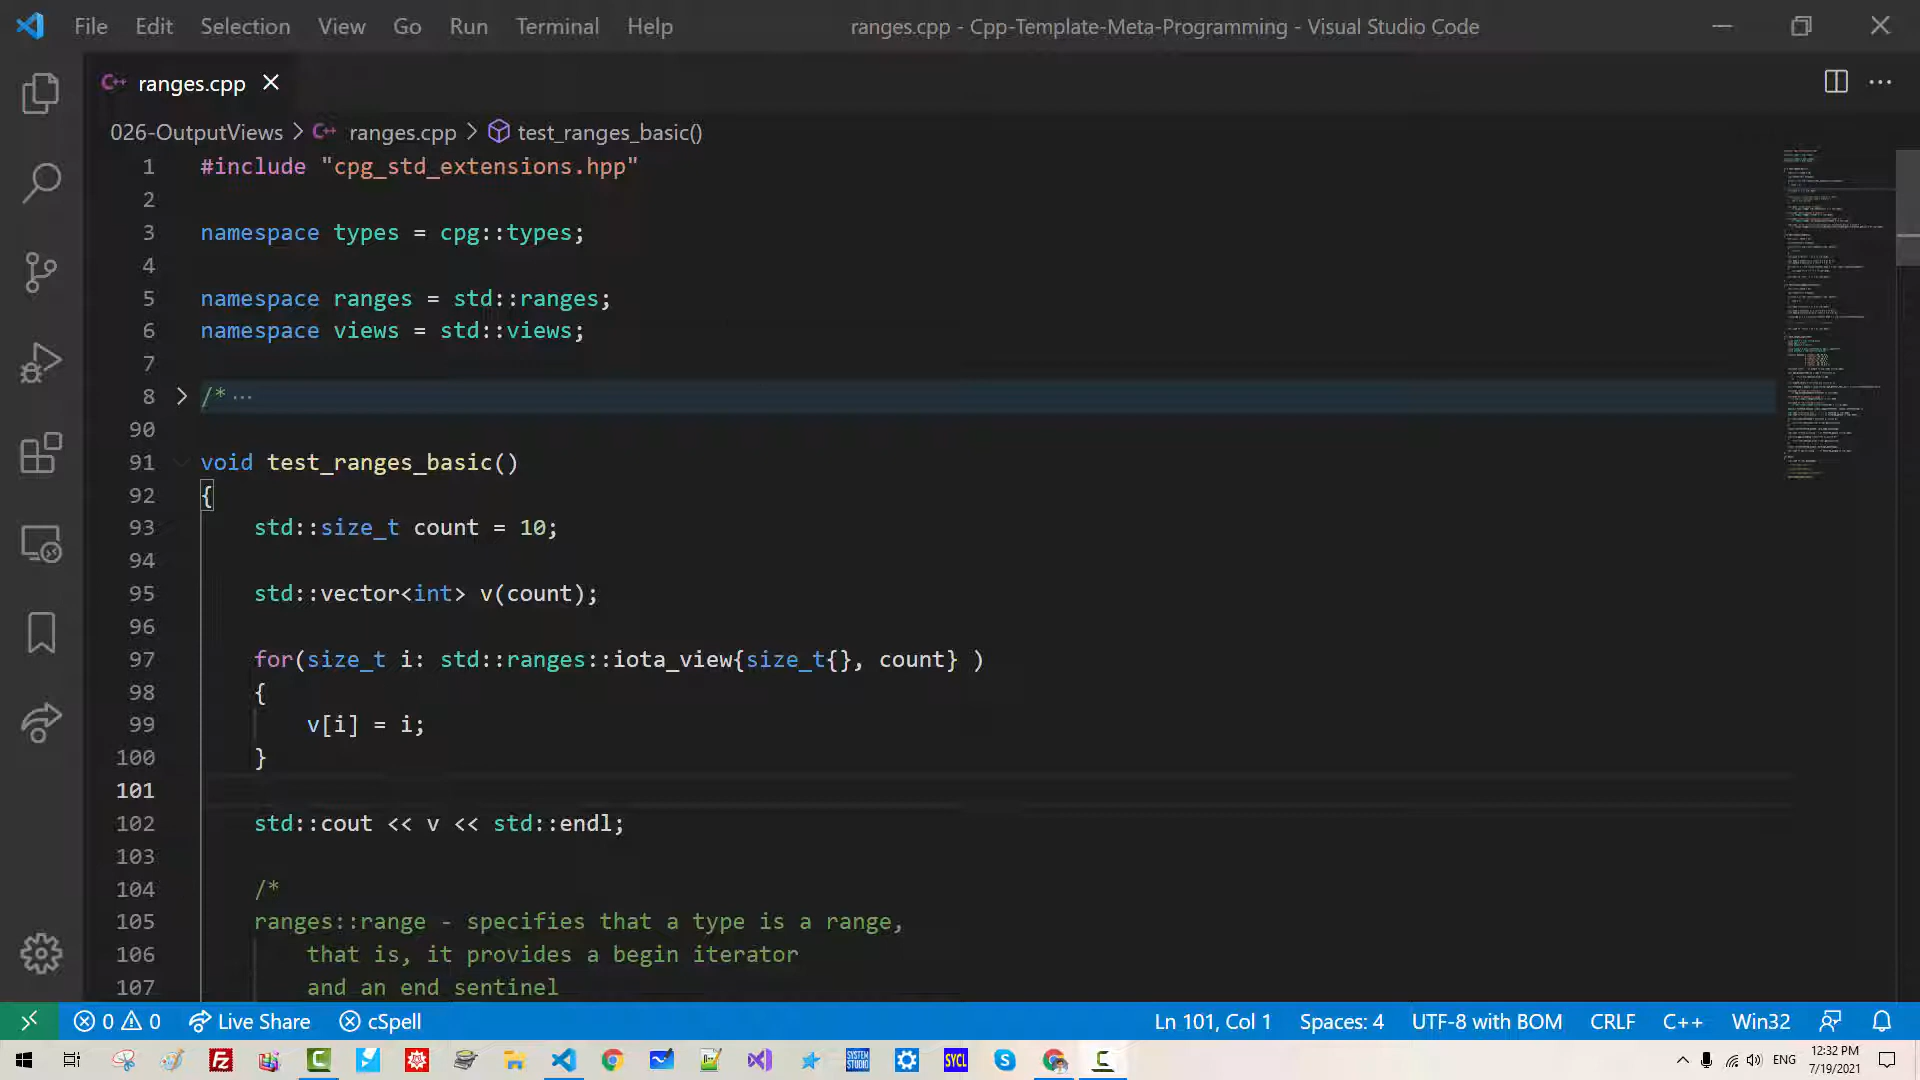 File Edit Selection View Go Run Terminal Help ranges.cpp - Cpp-Template-Meta-Programming - Visual Studio Code
C++ ranges.cpp
026-OutputViews > C++ ranges.cpp > test_ranges_basic()
1 #include "cpg_std_extensions.hpp"
2
3 namespace types = cpg::types;
4
5 namespace ranges = std::ranges;
6 namespace views = std::views;
7
8 /* ···
90
91 void test_ranges_basic()
92 {
93 std::size_t count = 10;
94
95 std::vector<int> v(count);
96
97 for(size_t i: std::ranges::iota_view{size_t{}, count} )
98 {
99 v[i] = i;
100 }
101
102 std::cout << v << std::endl;
103
104 /*
105 ranges::range - specifies that a type is a range,
106 that is, it provides a begin iterator
107 and an end sentinel
0 0 Live Share cSpell Ln 101, Col 1 Spaces: 4 UTF-8 with BOM CRLF C++ Win32
SYSTEM STUDIO SYCL ENG 12:32 PM
7/19/2021